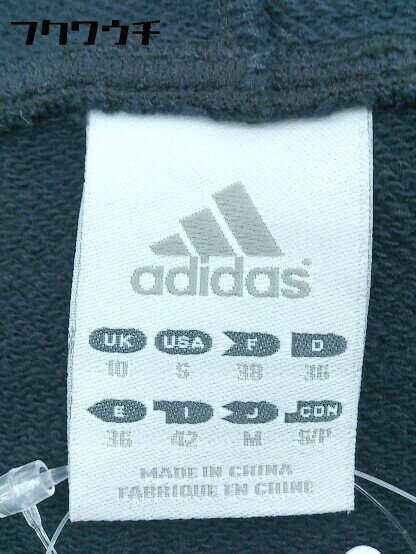 フクワウチ
adidas
UK USA F D
10 S 38 36
E I J CDN
36 42 M S/P
MADE IN CHINA
FABRIQUE EN CHINE